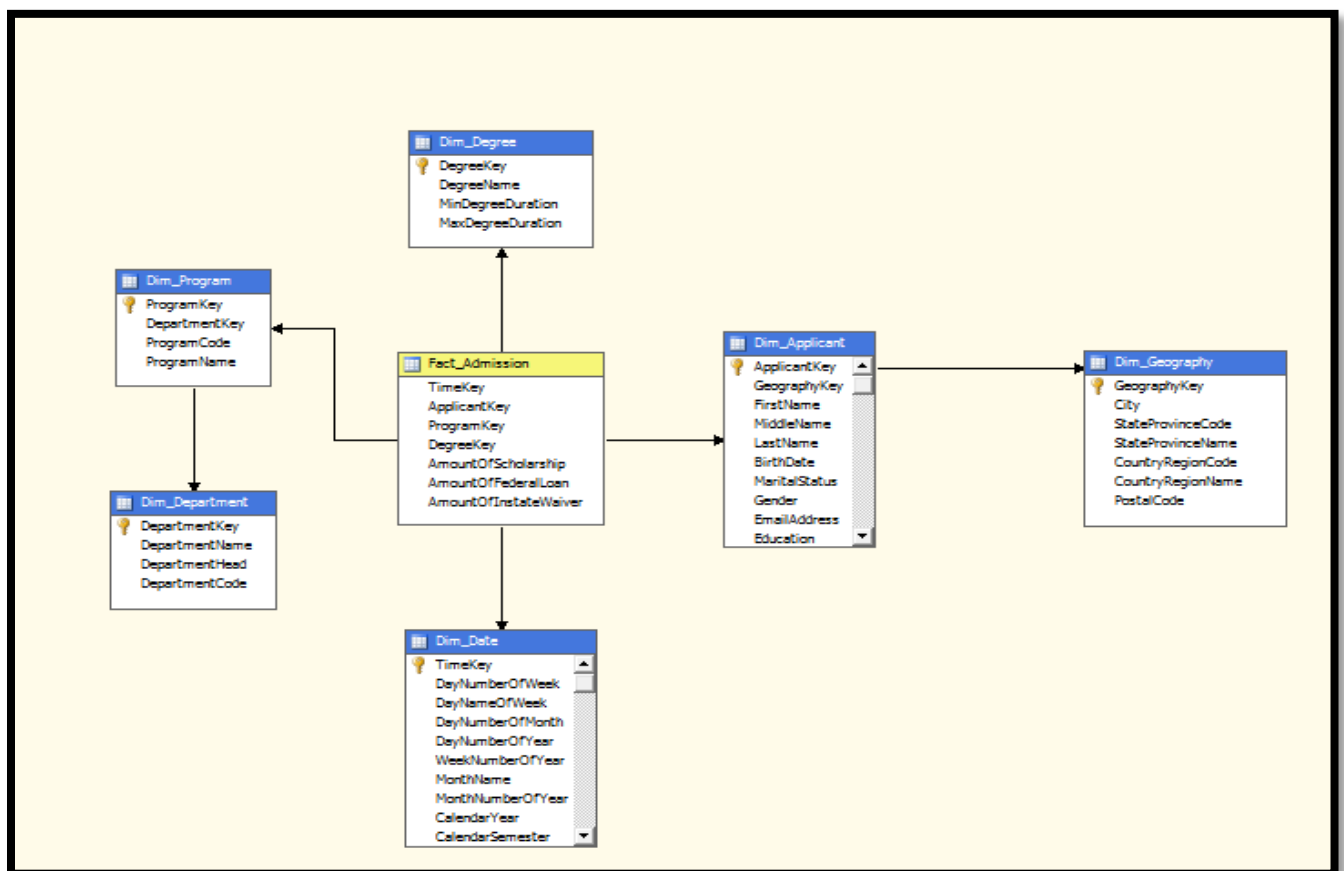 Dim_Degree
DegreeKey
DegreeName
MinDegreeDuration
MaxDegreeDuration
Dim_Program
ProgramKey
DepartmentKey
ProgramCode
ProgramName
Fact_Admission
TimeKey
ApplicantKey
ProgramKey
DegreeKey
AmountOfScholarship
AmountOfFederalLoan
AmountOfInstateWaiver
Dim_Applicant
ApplicantKey
GeographyKey
FirstName
MiddleName
LastName
BirthDate
MaritalStatus
Gender
EmailAddress
Education
Dim_Geography
GeographyKey
City
StateProvinceCode
StateProvinceName
CountryRegionCode
CountryRegionName
PostalCode
Dim_Department
DepartmentKey
DepartmentName
DepartmentHead
DepartmentCode
Dim_Date
TimeKey
DayNumberOfWeek
DayNameOfWeek
DayNumberOfMonth
DayNumberOfYear
WeekNumberOfYear
MonthName
MonthNumberOfYear
CalendarYear
CalendarSemester